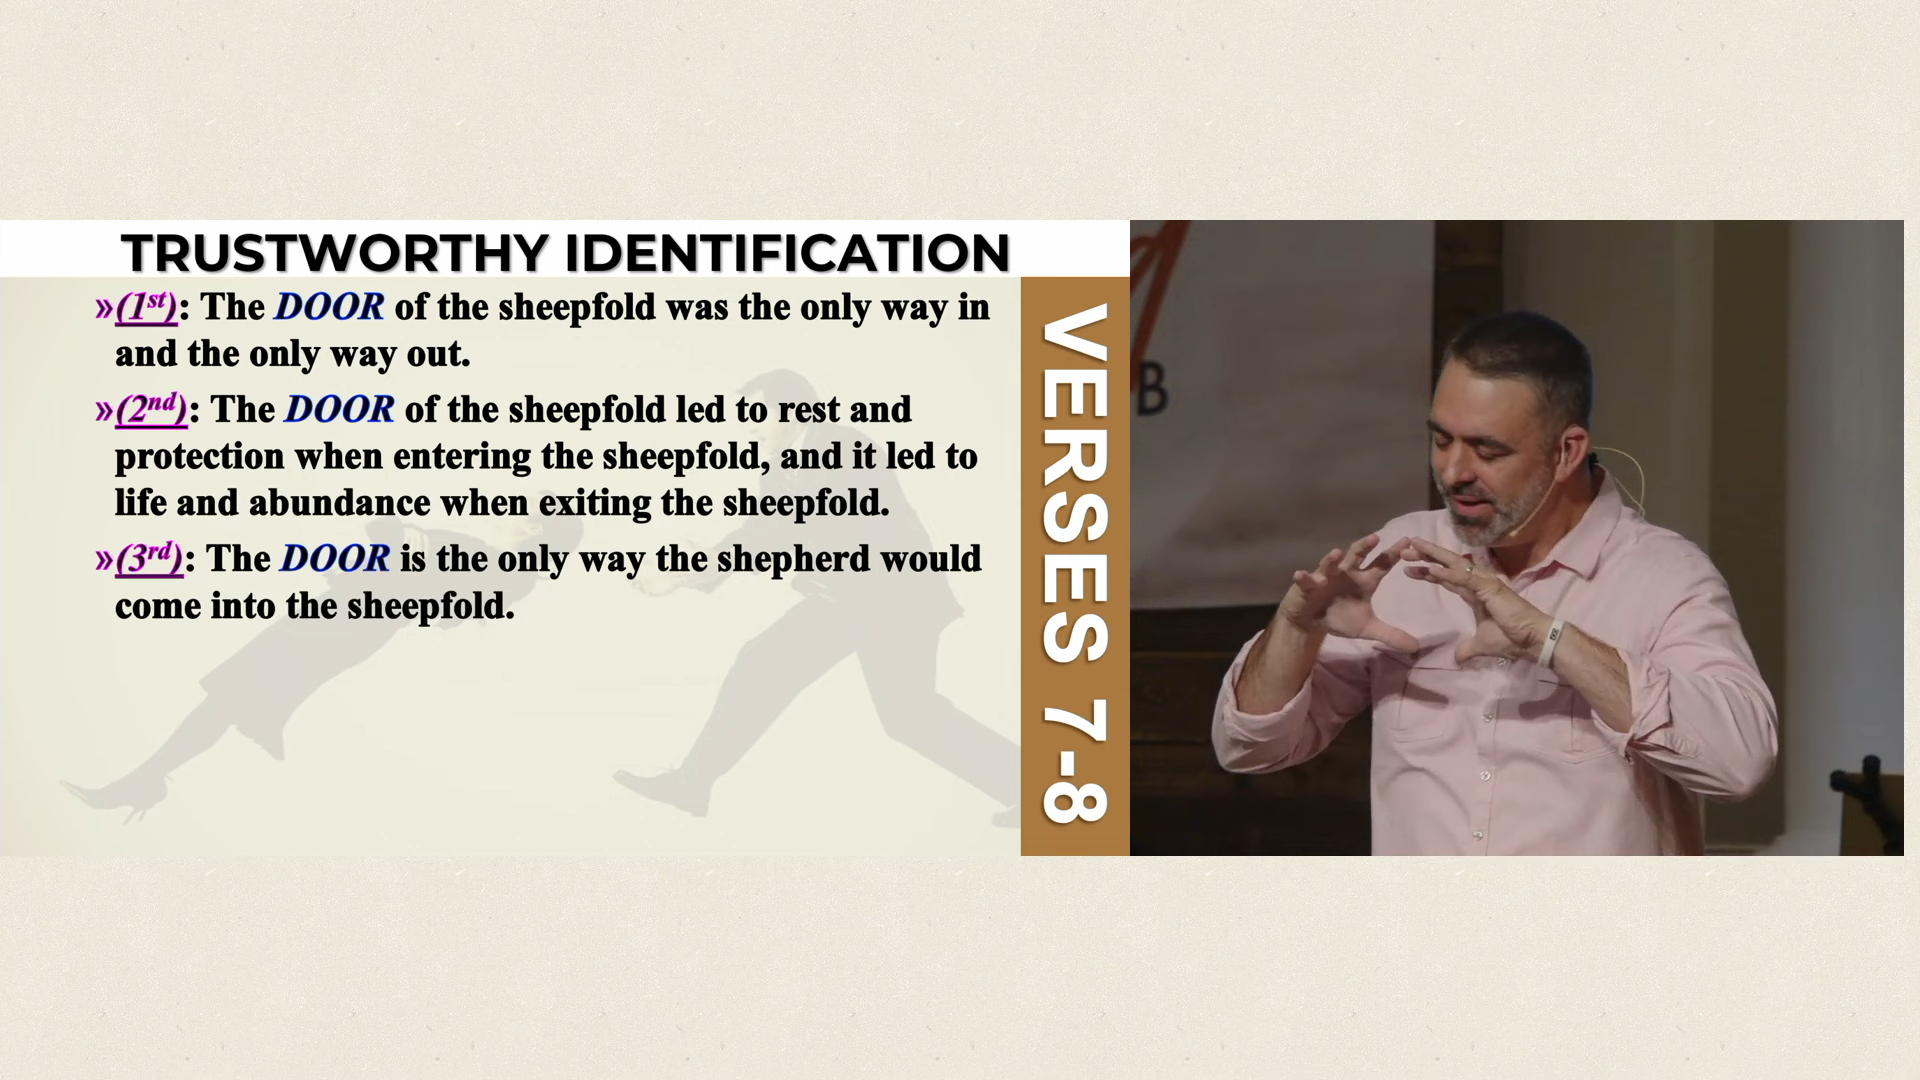 TRUSTWORTHY IDENTIFICATION
»(1st): The DOOR of the sheepfold was the only way in
and the only way out.
»(2nd): The DOOR of the sheepfold led to rest and
protection when entering the sheepfold, and it led to
life and abundance when exiting the sheepfold.
»(3rd): The DOOR is the only way the shepherd would
come into the sheepfold.
VERSES 7-8
B